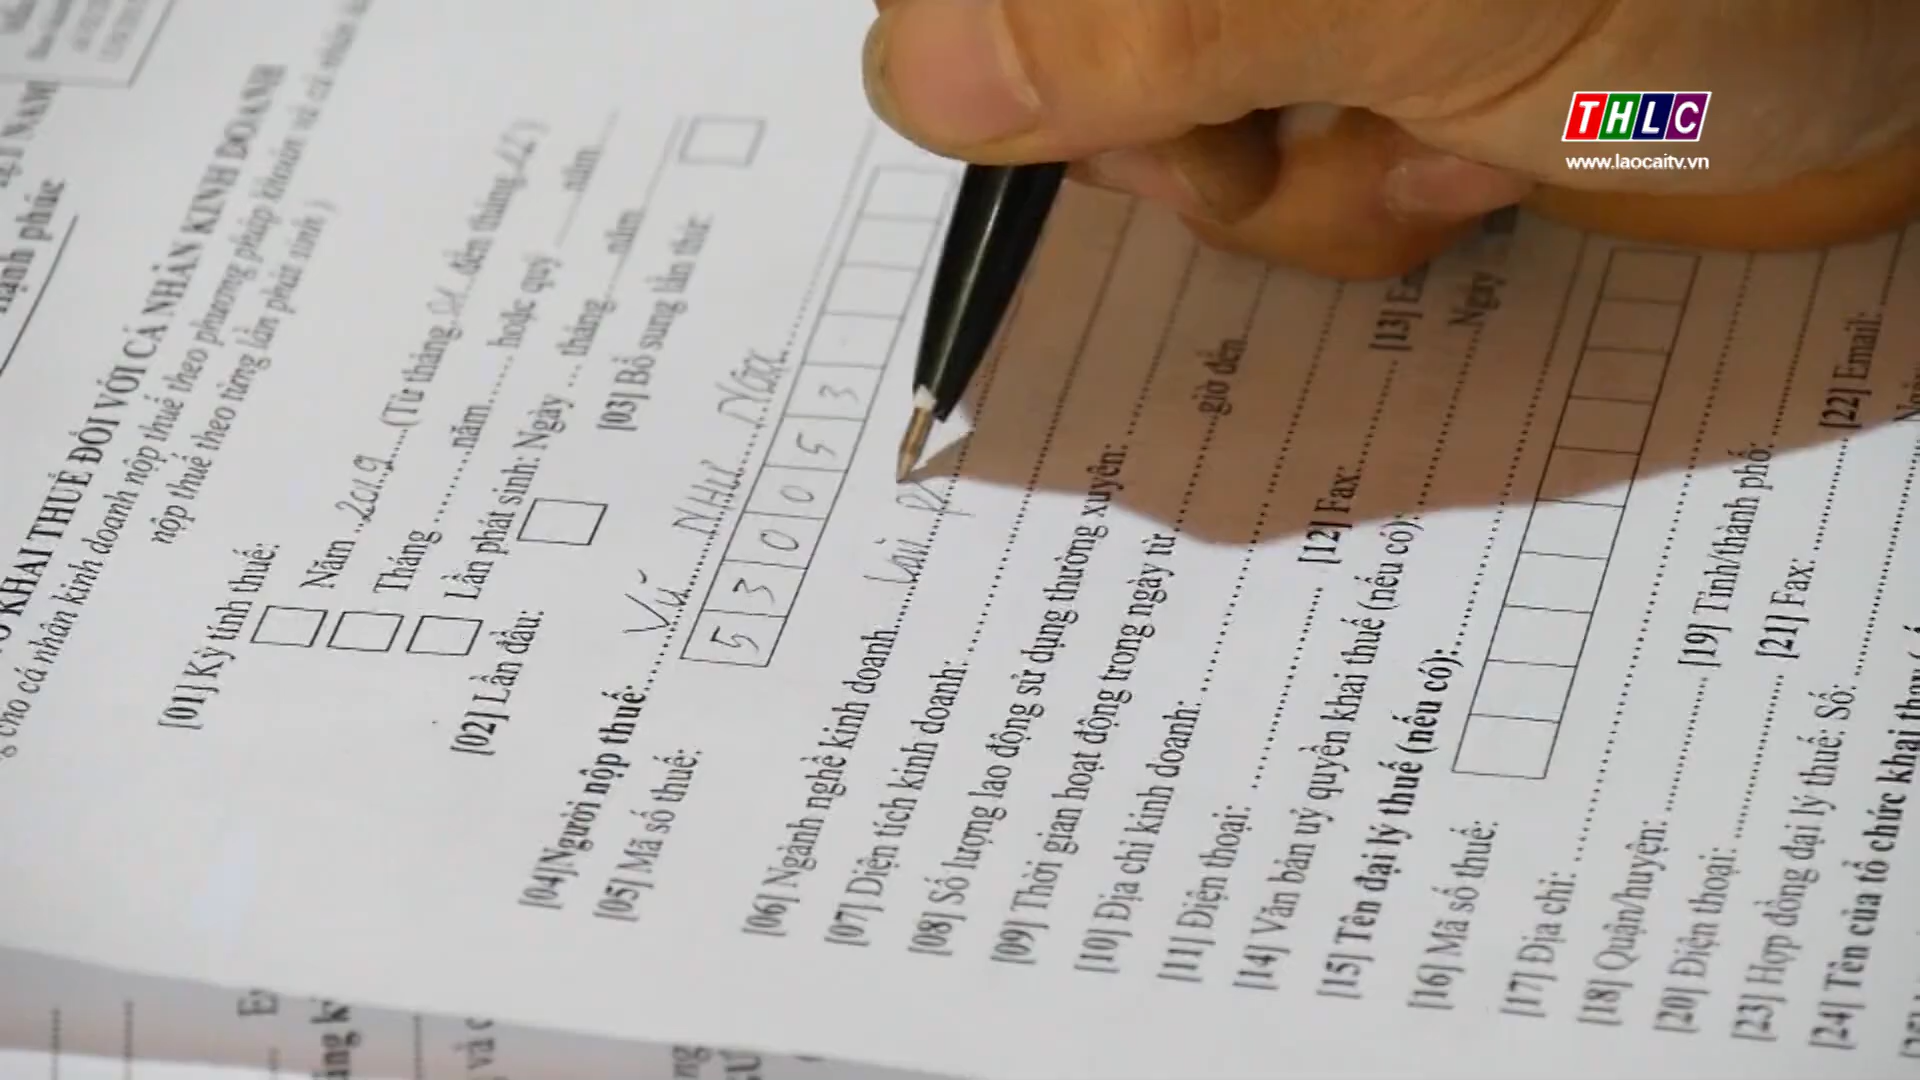 THLC
www.laocaitv.vn
NAM
Hạnh phúc
KHAI THUẾ ĐỐI VỚI CÁ NHÂN KINH DOANH
cho cá nhân kinh doanh nộp thuế theo phương pháp khoán và cá nhân
nộp thuế theo từng lần phát sinh )
[01] Kỳ tính thuế:
Năm 2019 (Từ tháng 01 đến tháng 12)
Tháng ...... năm ...... hoặc quý ...... năm
Lần phát sinh: Ngày ... tháng ...... năm
[02] Lần đầu:
[03] Bổ sung lần thứ:
[04] Người nộp thuế: Vũ Như
[05] Mã số thuế: 5 3 0 0 5 3
[06] Ngành nghề kinh doanh
[07] Diện tích kinh doanh:
[08] Số lượng lao động sử dụng thường xuyên:
[09] Thời gian hoạt động trong ngày từ ...... giờ đến
[10] Địa chỉ kinh doanh:
[11] Điện thoại: ...... [12] Fax: ...... [13]
[14] Văn bản uỷ quyền khai thuế (nếu có): ...... Ngày
[15] Tên đại lý thuế (nếu có):
[16] Mã số thuế:
[17] Địa chỉ:
[18] Quận/huyện: ...... [19] Tỉnh/thành phố:
[20] Điện thoại: ...... [21] Fax: ...... [22] Email:
[23] Hợp đồng đại lý thuế: Số: ...... Ngày
[24] Tên của tổ chức khai thay